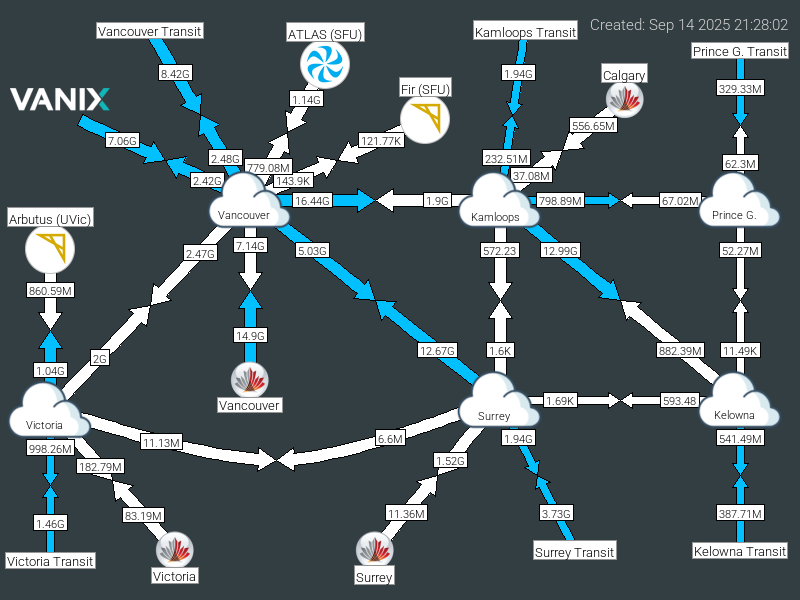 Created: Sep 14 2025 21:28:02
Vancouver Transit
ATLAS (SFU)
Kamloops Transit
Prince G. Transit
8.42G
1.94G
Calgary
329.33M
VANIX
Fir (SFU)
1.14G
556.65M
7.06G
121.77K
2.48G
232.51M
62.3M
779.08M
37.08M
2.42G
143.9K
16.44G
1.9G
798.89M
67.02M
Vancouver
Kamloops
Prince G.
Arbutus (UVic)
2.47G
7.14G
5.03G
572.23
12.99G
52.27M
860.59M
14.9G
2G
12.67G
1.6K
882.39M
11.49K
1.04G
Vancouver
1.69K
593.48
Victoria
Surrey
Kelowna
998.26M
11.13M
6.6M
1.94G
541.49M
182.79M
1.52G
1.46G
83.19M
11.36M
3.73G
387.71M
Victoria Transit
Victoria
Surrey
Surrey Transit
Kelowna Transit